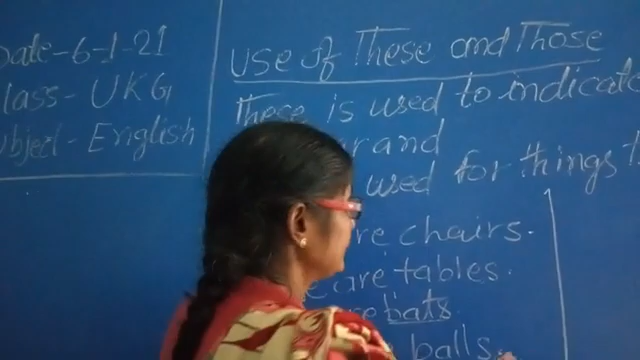 Date-6-1-21
Class- UKG
Subject- English
Use of These and Those
These is used to indicate
and
used for things
are chairs.
are tables.
bats.
balls.